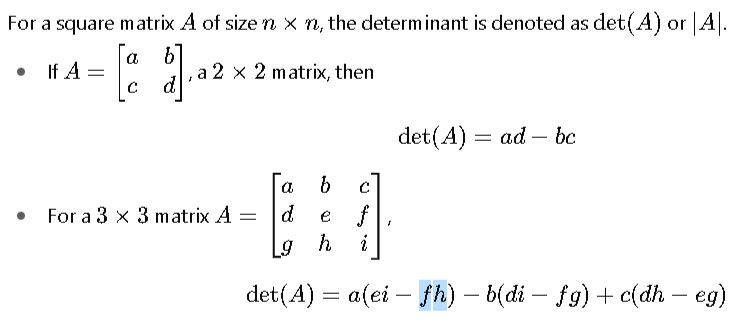 For a square matrix A of size n × n, the determinant is denoted as det(A) or |A|.
• If A = [a b
c d], a 2 × 2 matrix, then
det(A) = ad − bc
• For a 3 × 3 matrix A = [a b c
d e f
g h i],
det(A) = a(ei − fh) − b(di − fg) + c(dh − eg)